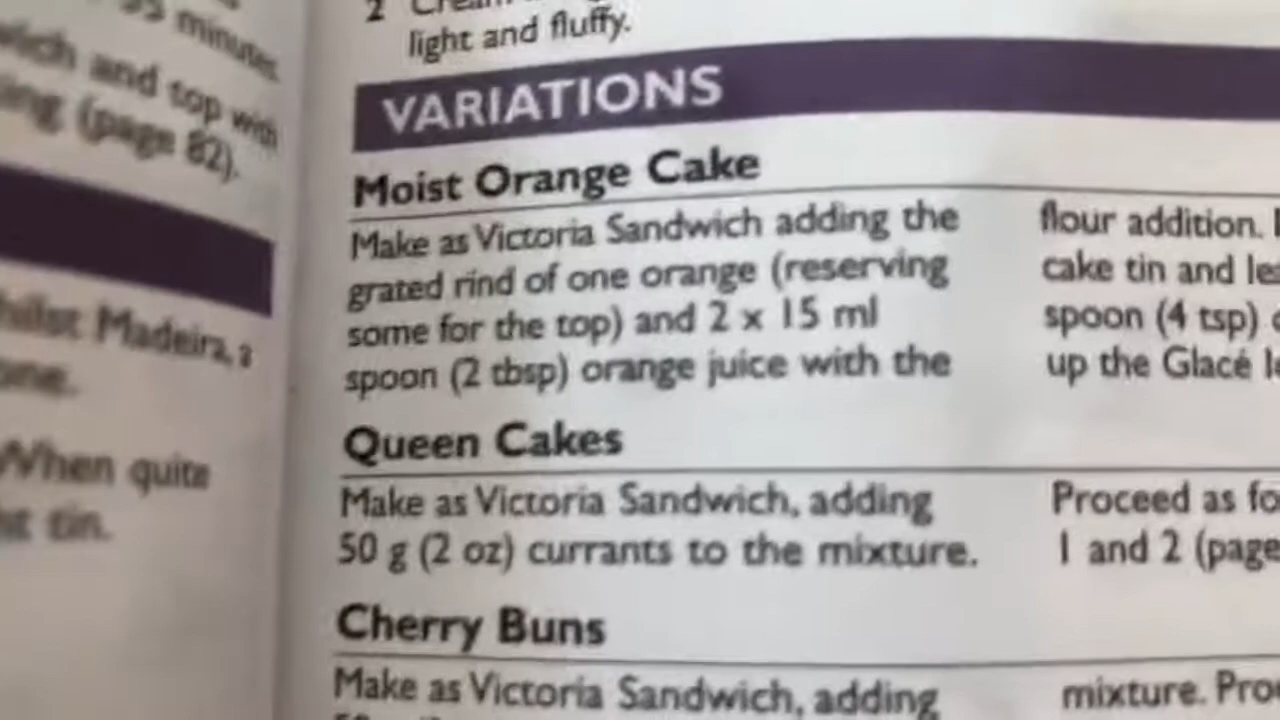 35 minutes.
and top with
(page 82).
Madeira, a
When quite
tin.
2 Cream
light and fluffy.
VARIATIONS
Moist Orange Cake
Make as Victoria Sandwich adding the
grated rind of one orange (reserving
some for the top) and 2 x 15 ml
spoon (2 tbsp) orange juice with the
flour addition.
cake tin and
spoon (4 tsp)
up the Glacé
Queen Cakes
Make as Victoria Sandwich, adding
50 g (2 oz) currants to the mixture.
Proceed as
1 and 2 (page
Cherry Buns
Make as Victoria Sandwich, adding
mixture.